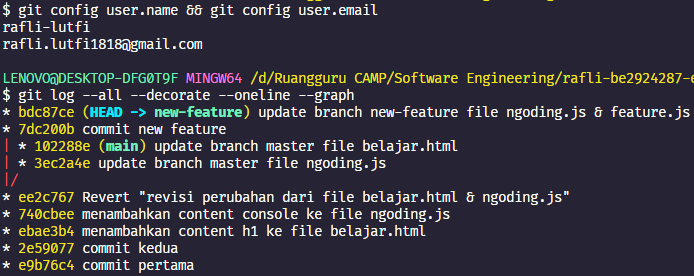 $ git config user.name && git config user.email
rafli-lutfi
rafli.lutfi1818@gmail.com
LENOVO@DESKTOP-DFG0T9F MINGW64 /d/Ruangguru CAMP/Software Engineering/rafli-be2924287-e
$ git log --all --decorate --oneline --graph
* bdc87ce (HEAD -> new-feature) update branch new-feature file ngoding.js & feature.js
* 7dc200b commit new feature
| * 102288e (main) update branch master file belajar.html
| * 3ec2a4e update branch master file ngoding.js
|/
* ee2c767 Revert "revisi perubahan dari file belajar.html & ngoding.js"
* 740cbee menambahkan content console ke file ngoding.js
* ebae3b4 menambahkan content h1 ke file belajar.html
* 2e59077 commit kedua
* e9b76c4 commit pertama